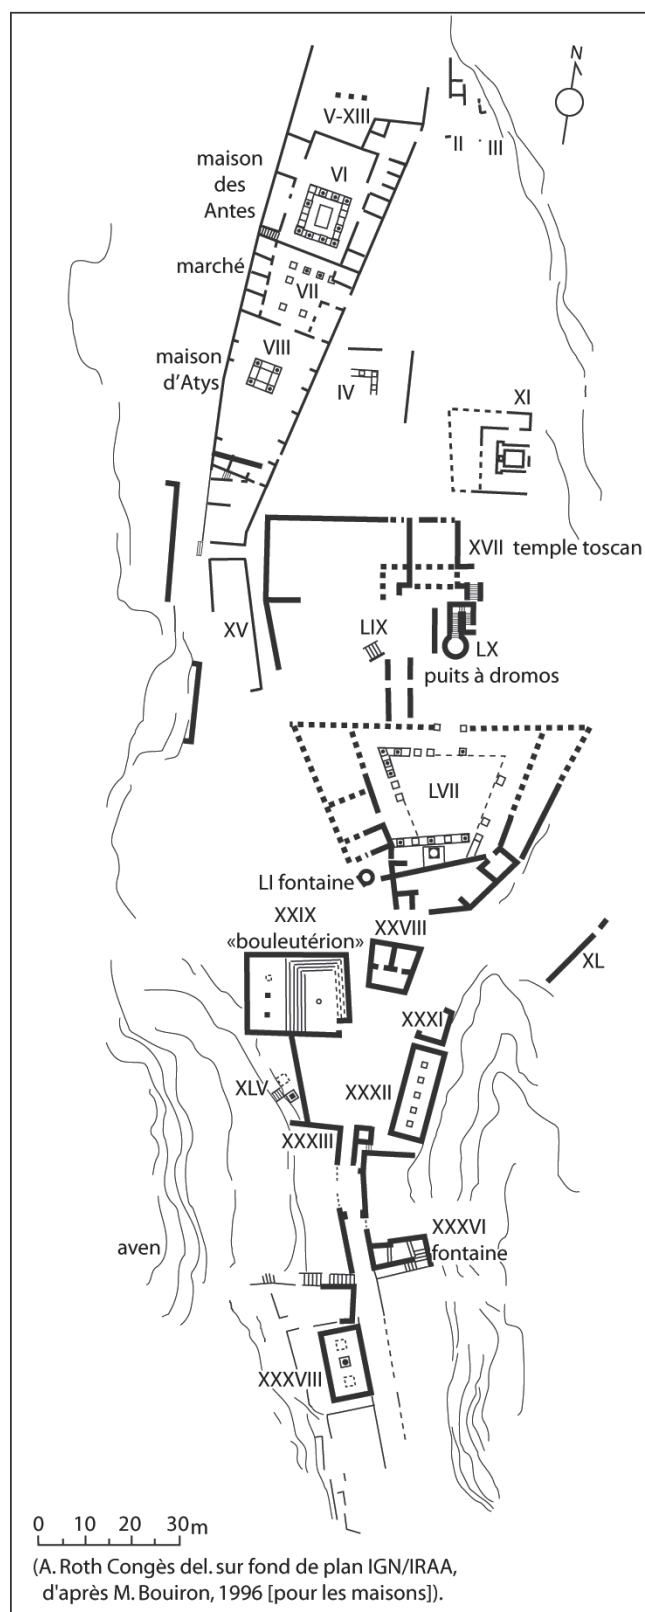 N
V-XIII
II
III
maison
des
Antes
VI
marché
VII
VIII
maison
d'Atys
IV
XI
XVII temple toscan
XV
LIX
LX
puits à dromos
LVII
LI fontaine
XXIX
«bouleutérion»
XXVIII
XL
XXXI
XXXII
XLV
XXXIII
aven
XXXVI
fontaine
XXXVIII
0 10 20 30m
(A. Roth Congès del. sur fond de plan IGN/IRAA,
d'après M. Bouiron, 1996 [pour les maisons]).